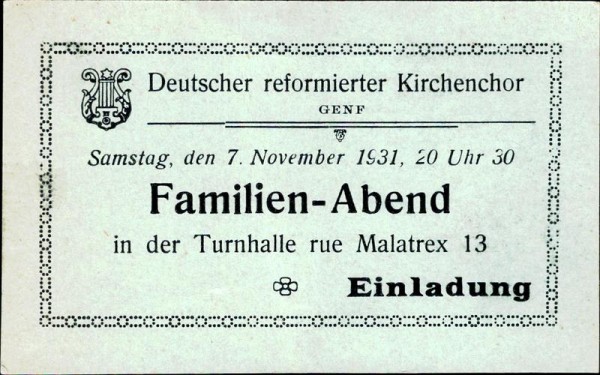 Deutscher reformierter Kirchenchor
GENF
Samstag, den 7. November 1931, 20 Uhr 30
Familien-Abend
in der Turnhalle rue Malatrex 13
Einladung